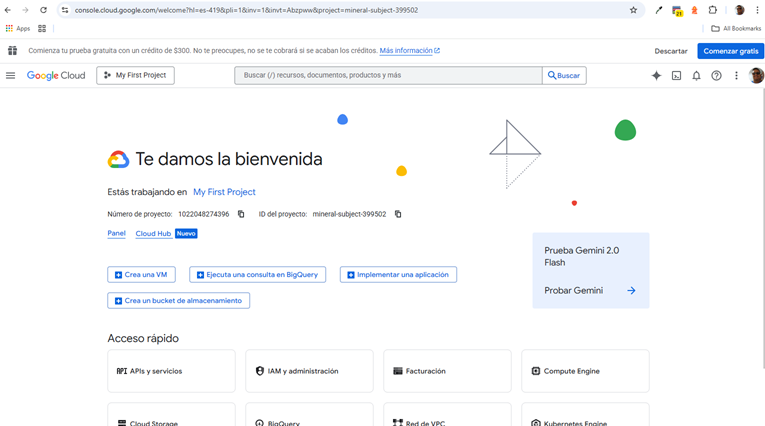 console.cloud.google.com/welcome?hl=es-419&pli=1&inv=1&invt=Abzpww&project=mineral-subject-399502
21
Apps
All Bookmarks
Comienza tu prueba gratuita con un crédito de $300. No te preocupes, no se te cobrará si se acaban los créditos. Más información
Descartar
Comenzar gratis
Google Cloud
My First Project
Buscar (/) recursos, documentos, productos y más
Buscar
Te damos la bienvenida
Estás trabajando en My First Project
Número de proyecto: 1022048274396 ID del proyecto: mineral-subject-399502
Panel Cloud Hub Nuevo
Prueba Gemini 2.0
Flash
Probar Gemini
Crea una VM Ejecuta una consulta en BigQuery Implementar una aplicación
Crea un bucket de almacenamiento
Acceso rápido
API APIs y servicios IAM y administración Facturación Compute Engine
Cloud Storage BigQuery Red de VPC Kubernetes Engine